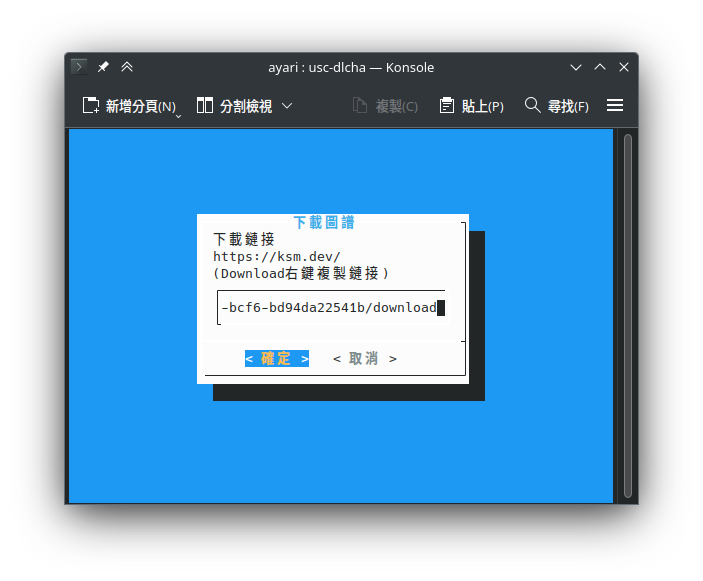 ayari : usc-dlcha — Konsole
新增分頁(N) 分割檢視 複製(C) 貼上(P) 尋找(F)
下載圖譜
下載鏈接
https://ksm.dev/
(Download右鍵複製鏈接)
-bcf6-bd94da22541b/download
< 確定 > < 取消 >